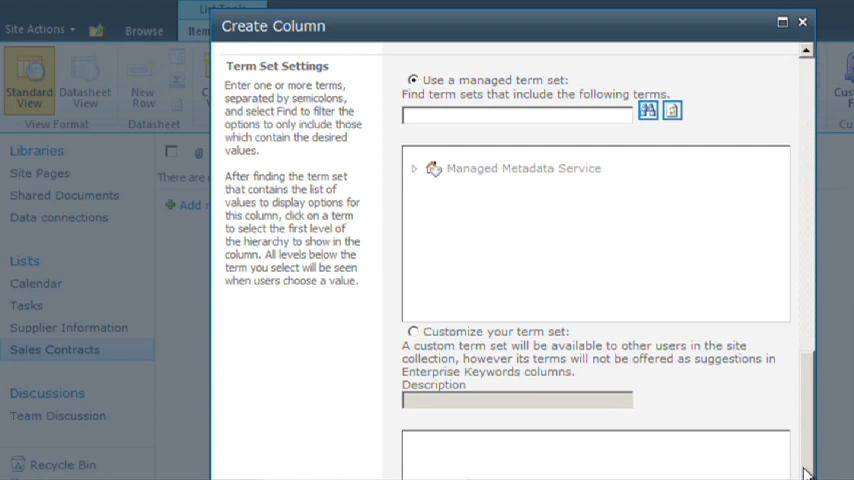 List Tools
Create Column
Site Actions
Browse
Standard View
Datasheet View
New Row
View Format
Datasheet
Libraries
Site Pages
Shared Documents
Data connections
Lists
Calendar
Tasks
Supplier Information
Sales Contracts
Discussions
Team Discussion
Recycle Bin
There are
Add
Term Set Settings
Enter one or more terms,
separated by semicolons,
and select Find to filter the
options to only include those
which contain the desired
values.
After finding the term set
that contains the list of
values to display options for
this column, click on a term
to select the first level of
the hierarchy to show in the
column. All levels below the
term you select will be seen
when users choose a value.
Use a managed term set:
Find term sets that include the following terms.
Managed Metadata Service
Customize your term set:
A custom term set will be available to other users in the site
collection, however its terms will not be offered as suggestions in
Enterprise Keywords columns.
Description